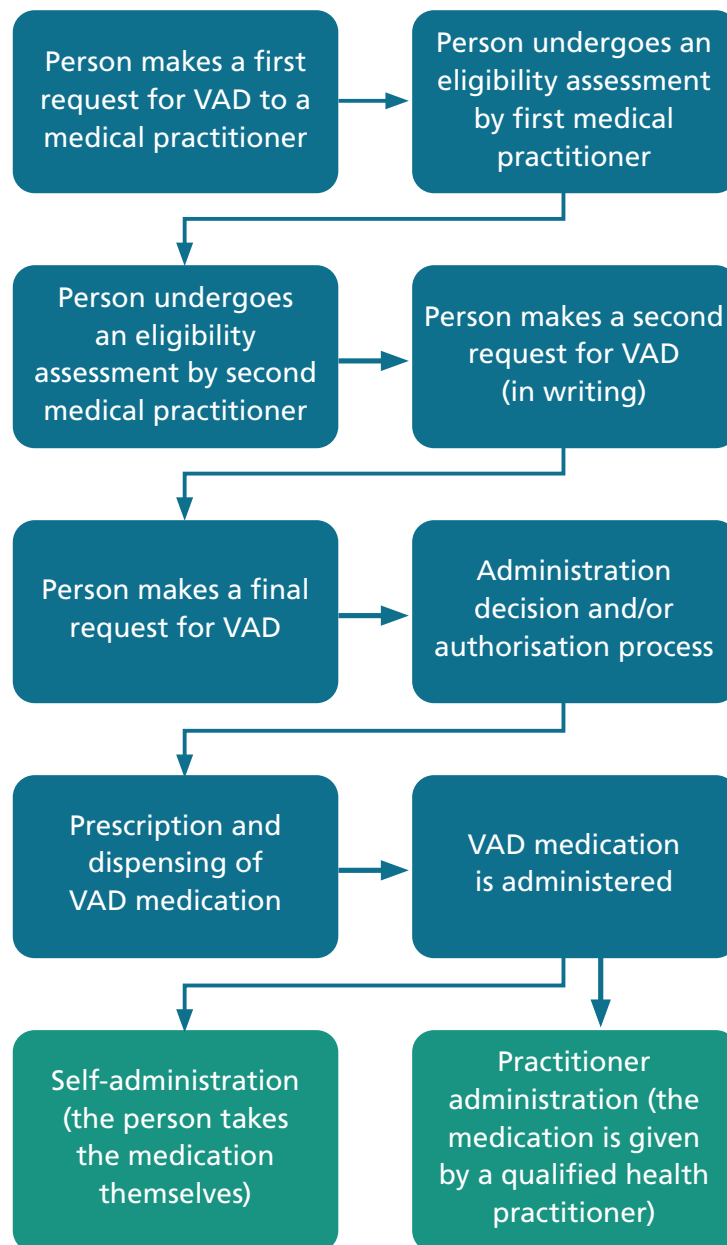 Person makes a first
request for VAD to a
medical practitioner
Person undergoes an
eligibility assessment
by first medical
practitioner
Person undergoes
an eligibility
assessment by second
medical practitioner
Person makes a second
request for VAD
(in writing)
Person makes a final
request for VAD
Administration
decision and/or
authorisation process
Prescription and
dispensing of
VAD medication
VAD medication
is administered
Self-administration
(the person takes
the medication
themselves)
Practitioner
administration (the
medication is given
by a qualified health
practitioner)